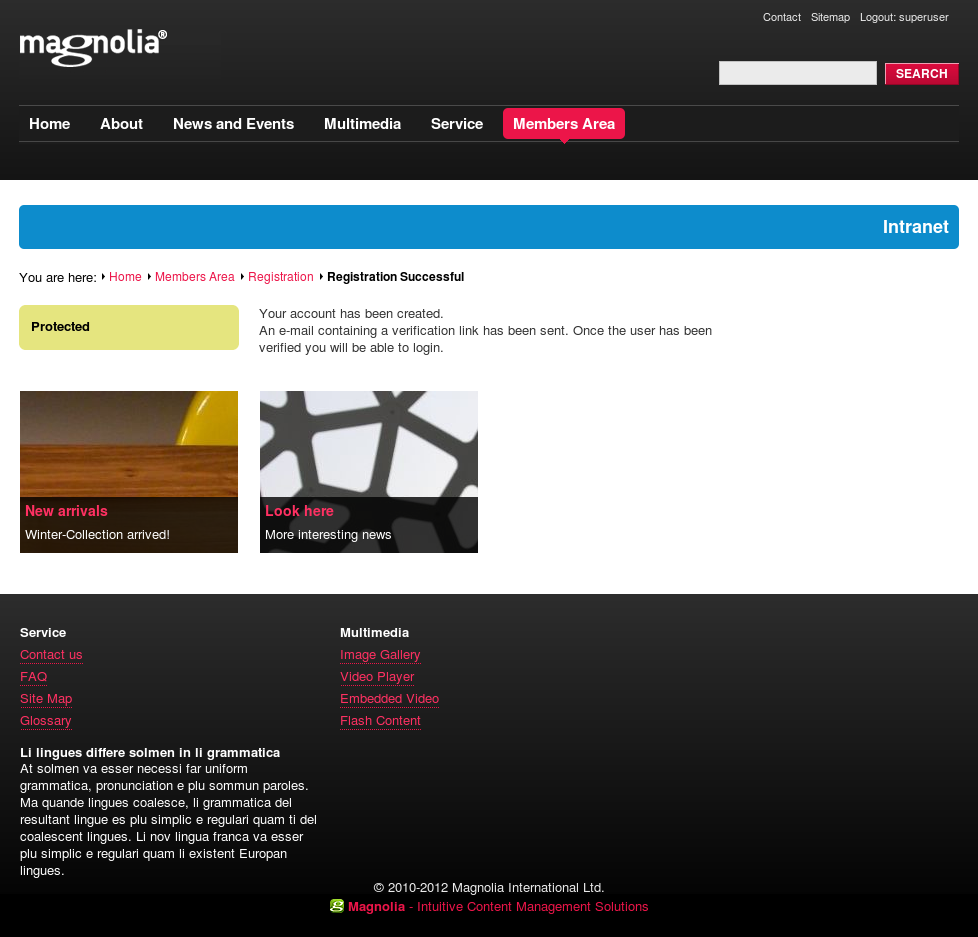 Contact Sitemap Logout: superuser
magnolia®
SEARCH
Home About News and Events Multimedia Service Members Area
Intranet
You are here: Home Members Area Registration Registration Successful
Protected
Your account has been created.
An e-mail containing a verification link has been sent. Once the user has been
verified you will be able to login.
New arrivals
Winter-Collection arrived!
Look here
More interesting news
Service
Contact us
FAQ
Site Map
Glossary
Multimedia
Image Gallery
Video Player
Embedded Video
Flash Content
Li lingues differe solmen in li grammatica
At solmen va esser necessi far uniform
grammatica, pronunciation e plu sommun paroles.
Ma quande lingues coalesce, li grammatica del
resultant lingue es plu simplic e regulari quam ti del
coalescent lingues. Li nov lingua franca va esser
plu simplic e regulari quam li existent Europan
lingues.
© 2010-2012 Magnolia International Ltd.
Magnolia - Intuitive Content Management Solutions